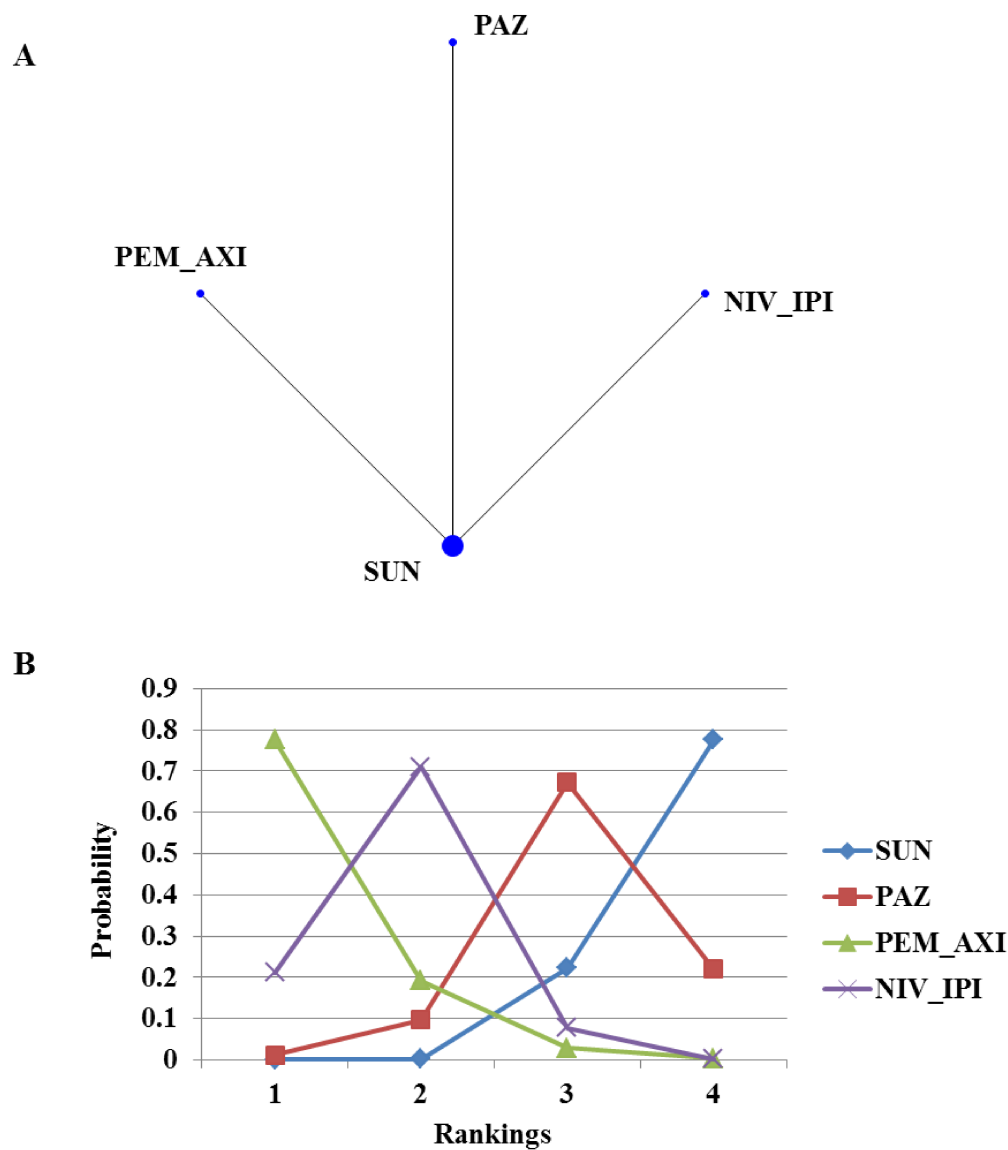 A
PAZ
PEM_AXI
NIV_IPI
SUN
B
0.9
0.8
0.7
0.6
0.5
0.4
0.3
0.2
0.1
0
Probability
1 2 3 4
Rankings
SUN
PAZ
PEM_AXI
NIV_IPI